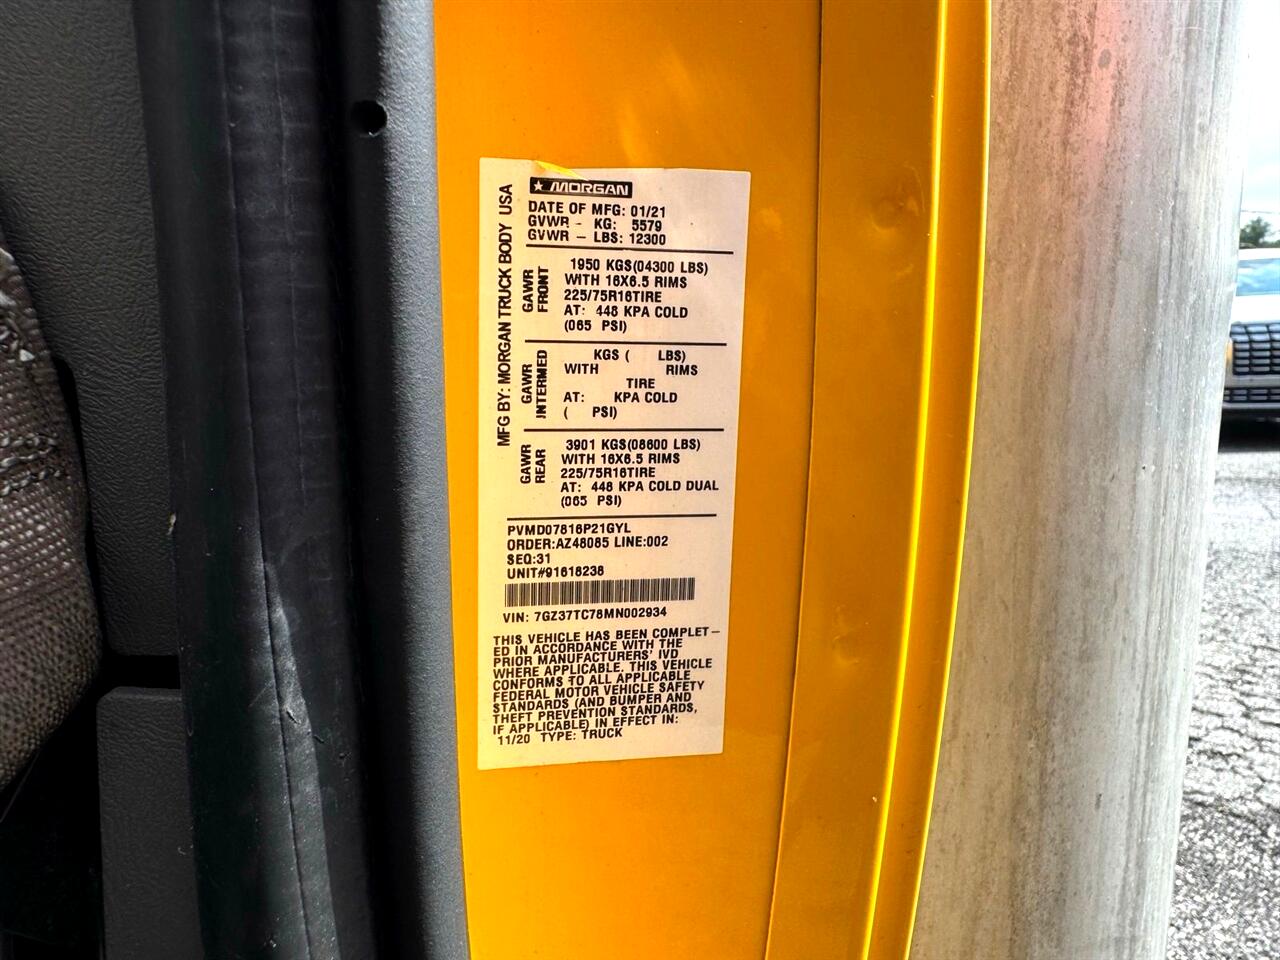 MORGAN
DATE OF MFG: 01/21
GVWR - KG: 5579
GVWR - LBS: 12300
MFG BY: MORGAN TRUCK BODY USA
GAWR FRONT
1950 KGS(04300 LBS)
WITH 16X6.5 RIMS
225/75R16TIRE
AT: 448 KPA COLD
(065 PSI)
GAWR INTERMED
KGS ( LBS)
WITH RIMS
TIRE
AT: KPA COLD
( PSI)
GAWR REAR
3901 KGS(08600 LBS)
WITH 16X6.5 RIMS
225/75R16TIRE
AT: 448 KPA COLD DUAL
(065 PSI)
PVMD07816P21GYL
ORDER:AZ48085 LINE:002
SEQ:31
UNIT#91618238
VIN: 7GZ37TC78MN002934
THIS VEHICLE HAS BEEN COMPLET-
ED IN ACCORDANCE WITH THE
PRIOR MANUFACTURERS' IVD
WHERE APPLICABLE. THIS VEHICLE
CONFORMS TO ALL APPLICABLE
FEDERAL MOTOR VEHICLE SAFETY
STANDARDS (AND BUMPER AND
THEFT PREVENTION STANDARDS,
IF APPLICABLE) IN EFFECT IN:
11/20 TYPE: TRUCK